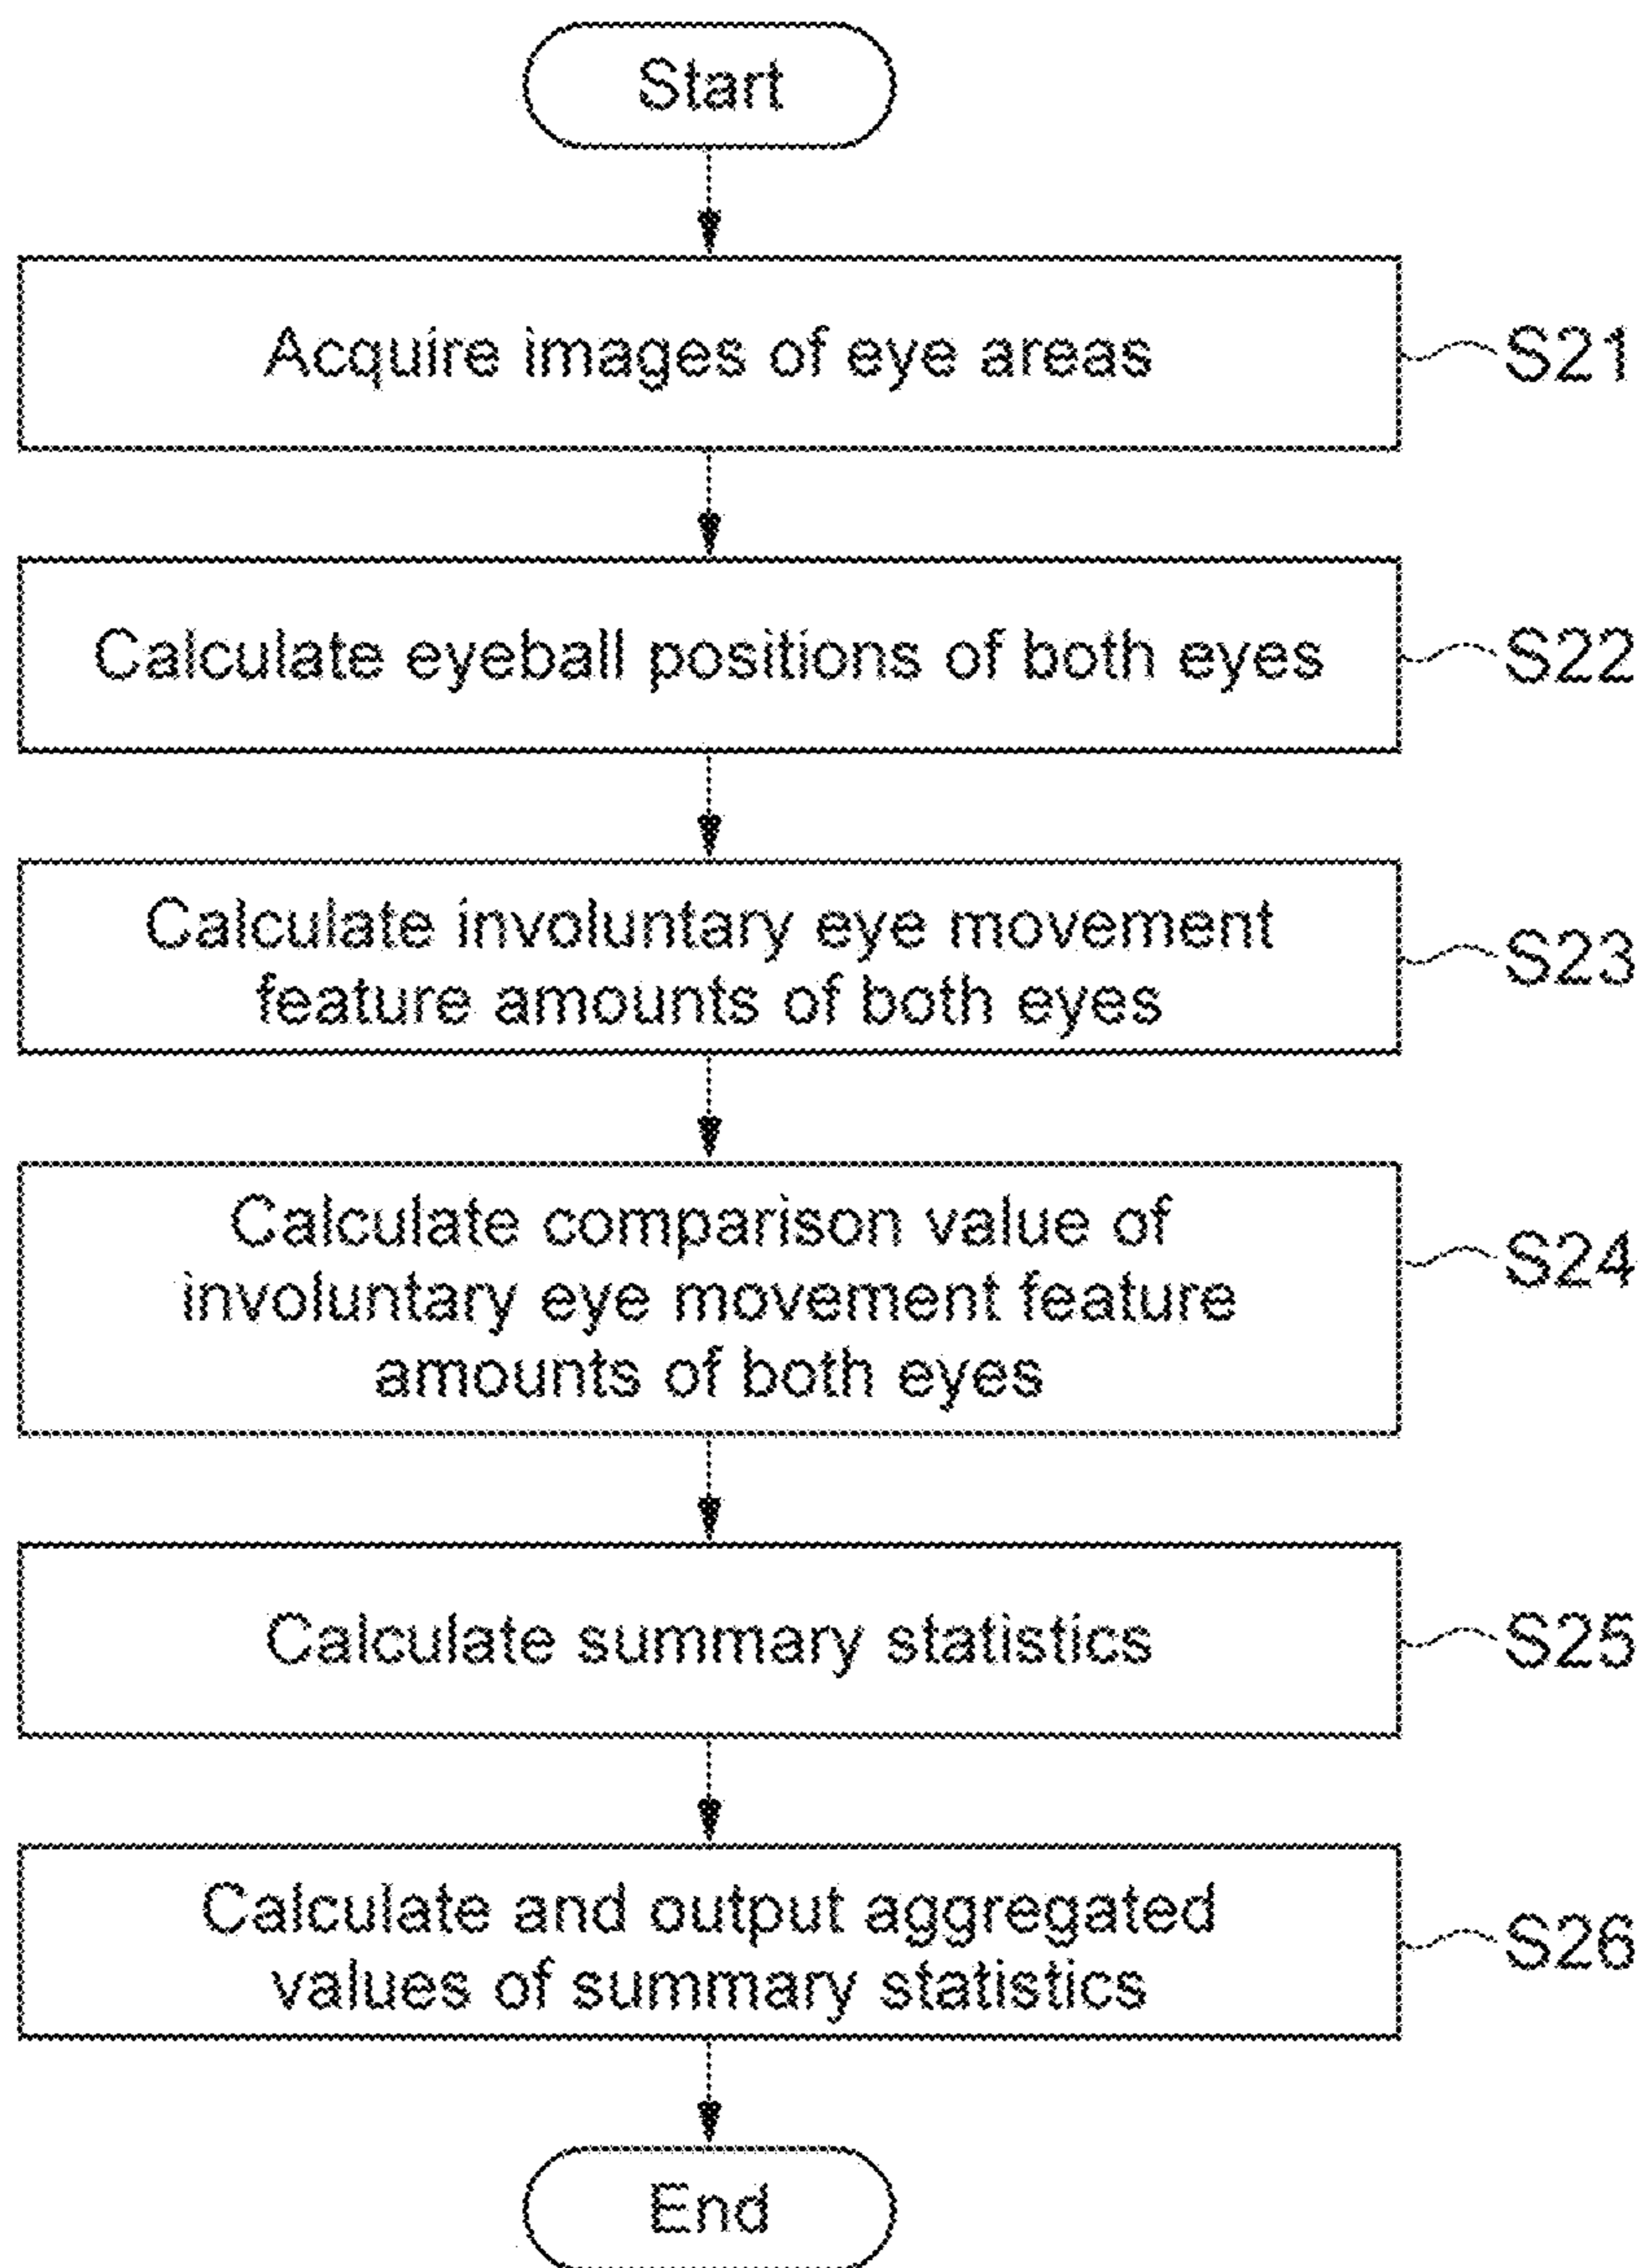 Start
Acquire images of eye areas
S21
Calculate eyeball positions of both eyes
S22
Calculate involuntary eye movement
feature amounts of both eyes
S23
Calculate comparison value of
involuntary eye movement feature
amounts of both eyes
S24
Calculate summary statistics
S25
Calculate and output aggregated
values of summary statistics
S26
End